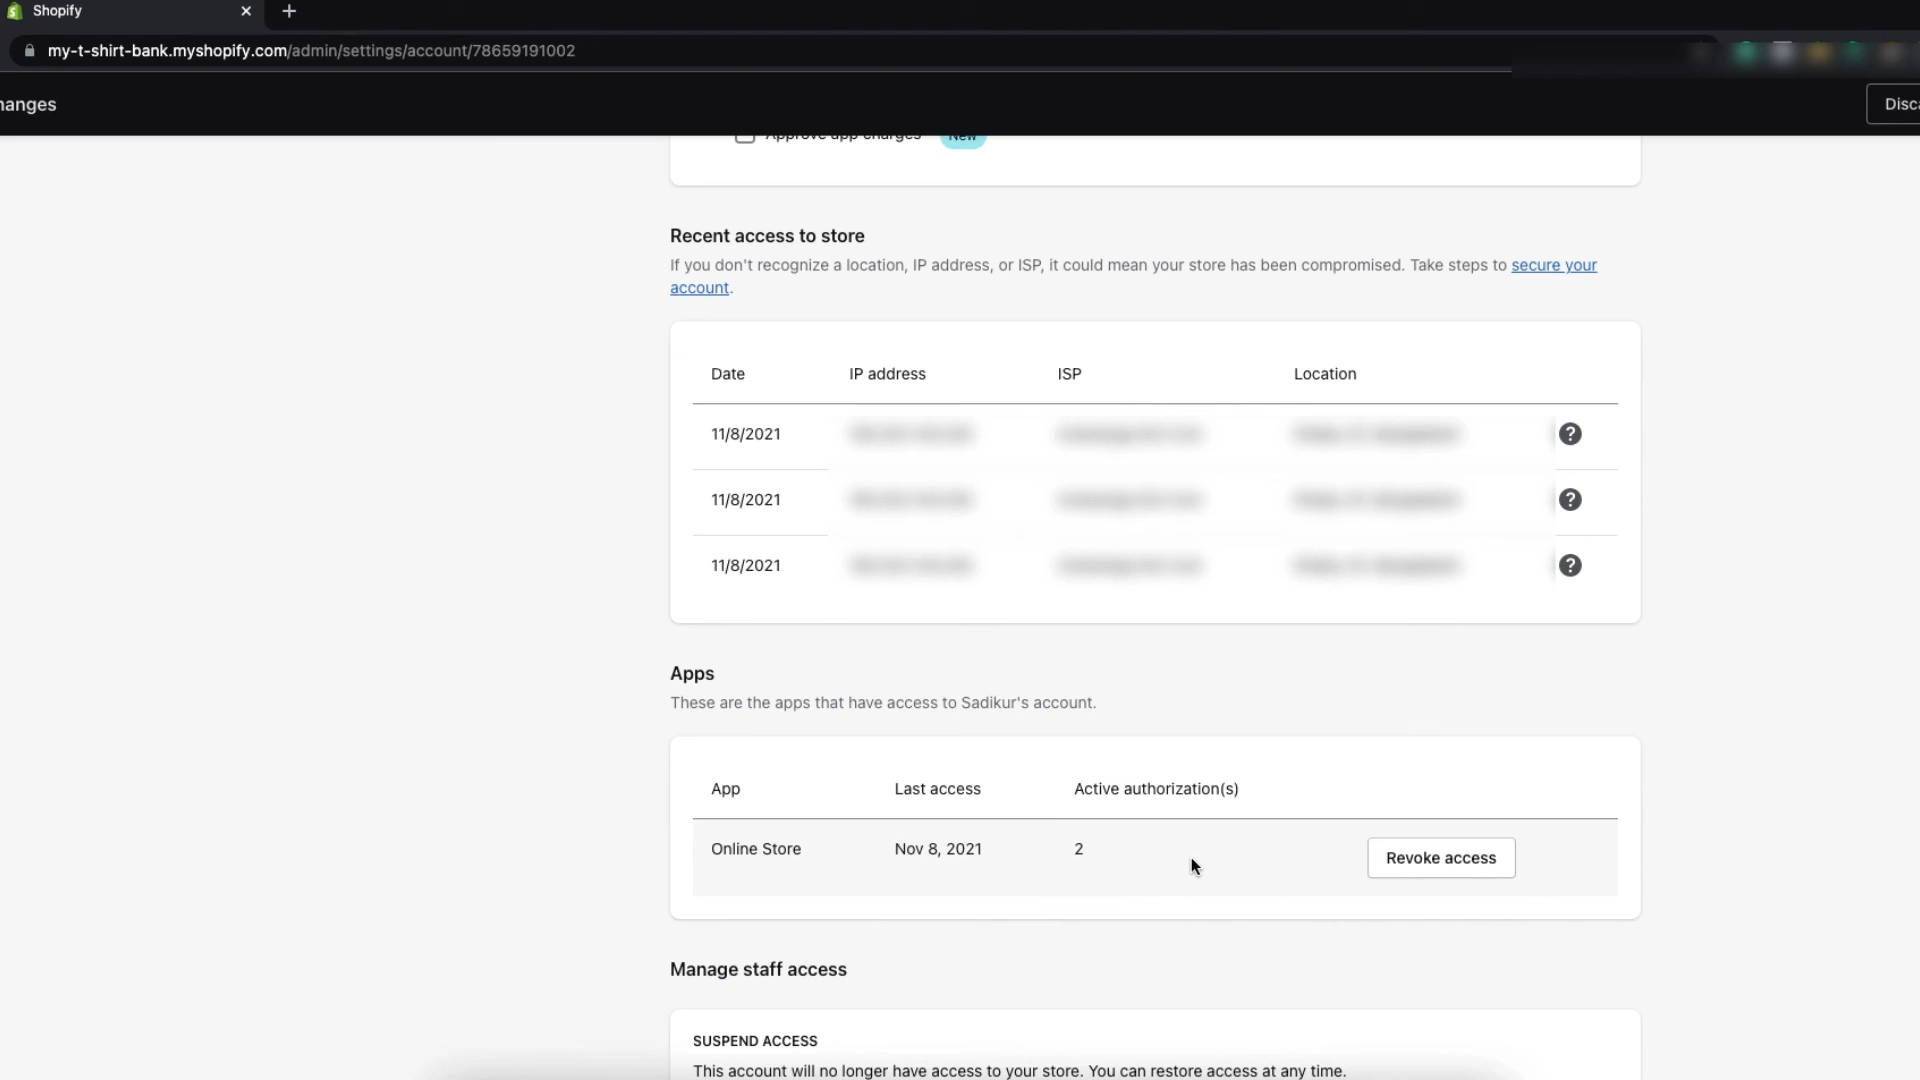 Shopify
my-t-shirt-bank.myshopify.com/admin/settings/account/78659191002
hanges
Disc
Approve app charges New
Recent access to store
If you don't recognize a location, IP address, or ISP, it could mean your store has been compromised. Take steps to secure your
account.
Date IP address ISP Location
11/8/2021
11/8/2021
11/8/2021
Apps
These are the apps that have access to Sadikur's account.
App Last access Active authorization(s)
Online Store Nov 8, 2021 2 Revoke access
Manage staff access
SUSPEND ACCESS
This account will no longer have access to your store. You can restore access at any time.